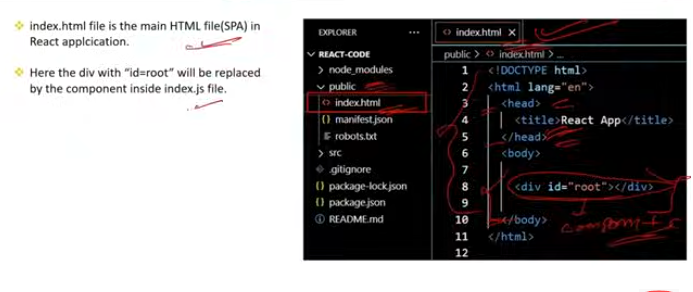 index.html file is the main HTML file(SPA) in
React applcication.
Here the div with “id=root” will be replaced
by the component inside index.js file.
EXPLORER
REACT-CODE
node_modules
public
<> index.html
{} manifest.json
robots.txt
src
.gitignore
{} package-lock.json
{} package.json
README.md
<> index.html X
public > <> index.html > ...
1 <!DOCTYPE html>
2 <html lang="en">
3 <head>
4 <title>React App</title>
5 </head>
6 <body>
7
8 <div id="root"></div>
9
10 </body>
11 </html>
12